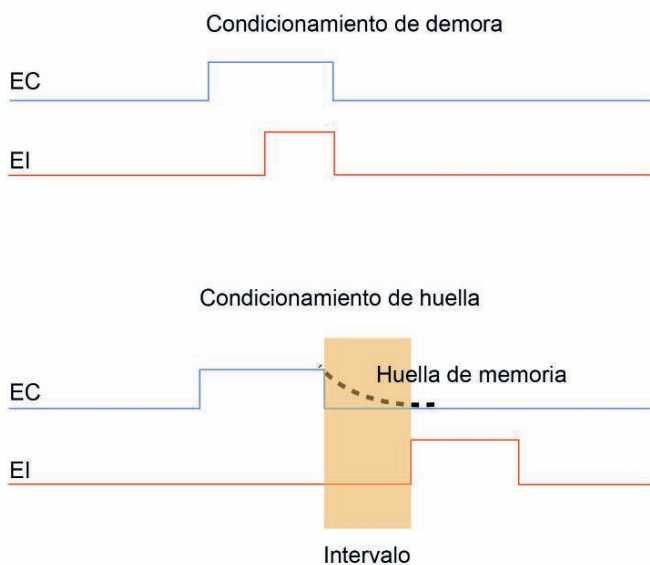 Condicionamiento de demora
EC
EI
Condicionamiento de huella
Huella de memoria
EC
EI
Intervalo